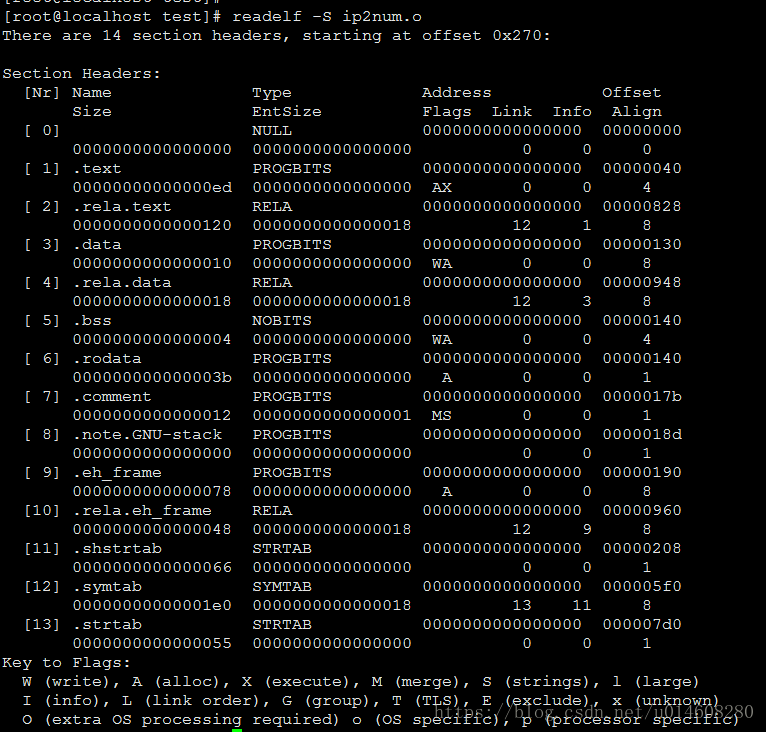 [root@localhost test]#
[root@localhost test]# readelf -S ip2num.o
There are 14 section headers, starting at offset 0x270:
Section Headers:
  [Nr] Name              Type             Address           Offset
       Size              EntSize          Flags  Link  Info  Align
  [ 0]                   NULL             0000000000000000  00000000
       0000000000000000  0000000000000000           0     0     0
  [ 1] .text             PROGBITS         0000000000000000  00000040
       00000000000000ed  0000000000000000  AX       0     0     4
  [ 2] .rela.text        RELA             0000000000000000  00000828
       0000000000000120  0000000000000018          12     1     8
  [ 3] .data             PROGBITS         0000000000000000  00000130
       0000000000000010  0000000000000000  WA       0     0     8
  [ 4] .rela.data        RELA             0000000000000000  00000948
       0000000000000018  0000000000000018          12     3     8
  [ 5] .bss              NOBITS           0000000000000000  00000140
       0000000000000004  0000000000000000  WA       0     0     4
  [ 6] .rodata           PROGBITS         0000000000000000  00000140
       000000000000003b  0000000000000000   A       0     0     1
  [ 7] .comment          PROGBITS         0000000000000000  0000017b
       0000000000000012  0000000000000001  MS       0     0     1
  [ 8] .note.GNU-stack   PROGBITS         0000000000000000  0000018d
       0000000000000000  0000000000000000           0     0     1
  [ 9] .eh_frame         PROGBITS         0000000000000000  00000190
       0000000000000078  0000000000000000   A       0     0     8
  [10] .rela.eh_frame    RELA             0000000000000000  00000960
       0000000000000048  0000000000000018          12     9     8
  [11] .shstrtab         STRTAB           0000000000000000  00000208
       0000000000000066  0000000000000000           0     0     1
  [12] .symtab           SYMTAB           0000000000000000  000005f0
       00000000000001e0  0000000000000018          13    11     8
  [13] .strtab           STRTAB           0000000000000000  000007d0
       0000000000000055  0000000000000000           0     0     1
Key to Flags:
  W (write), A (alloc), X (execute), M (merge), S (strings), l (large)
  I (info), L (link order), G (group), T (TLS), E (exclude), x (unknown)
  O (extra OS processing required) o (OS specific), p (processor specific)
https://blog.csdn.net/u014608280